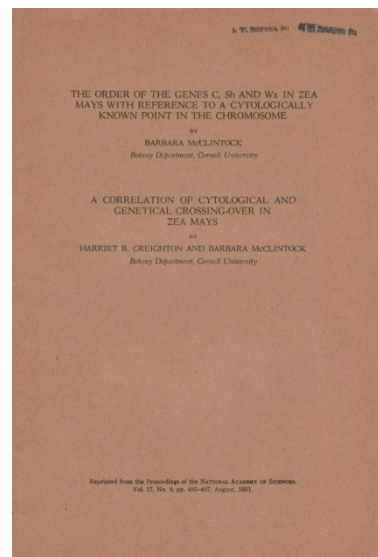 THE ORDER OF THE GENES C, Sh AND Wx IN ZEA
MAYS WITH REFERENCE TO A CYTOLOGICALLY
KNOWN POINT IN THE CHROMOSOME
BY
BARBARA McCLINTOCK
Botany Department, Cornell University
A CORRELATION OF CYTOLOGICAL AND
GENETICAL CROSSING-OVER IN
ZEA MAYS
BY
HARRIET B. CREIGHTON AND BARBARA McCLINTOCK
Botany Department, Cornell University
Reprinted from the Proceedings of the NATIONAL ACADEMY OF SCIENCES,
Vol. 17, No. 8, pp. 485-497, August, 1931.